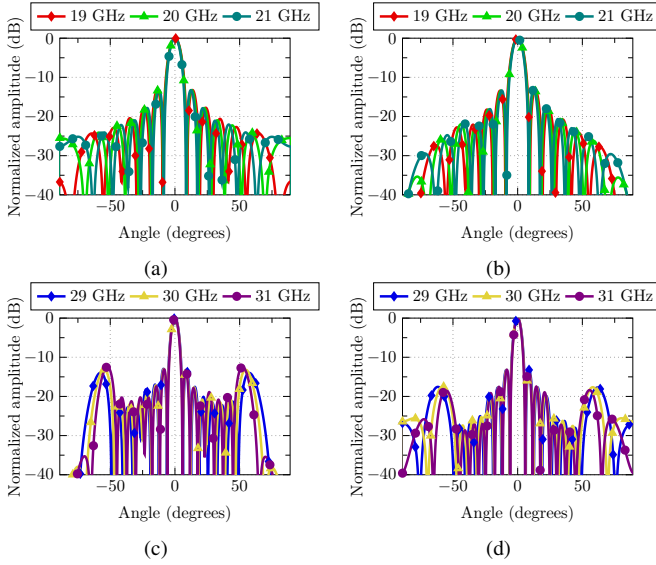 19 GHz 20 GHz 21 GHz
19 GHz 20 GHz 21 GHz
0
−10
−20
−30
−40
−50 0 50
Normalized amplitude (dB)
Angle (degrees)
(a)
0
−10
−20
−30
−40
−50 0 50
Normalized amplitude (dB)
Angle (degrees)
(b)
29 GHz 30 GHz 31 GHz
29 GHz 30 GHz 31 GHz
0
−10
−20
−30
−40
−50 0 50
Normalized amplitude (dB)
Angle (degrees)
(c)
0
−10
−20
−30
−40
−50 0 50
Normalized amplitude (dB)
Angle (degrees)
(d)